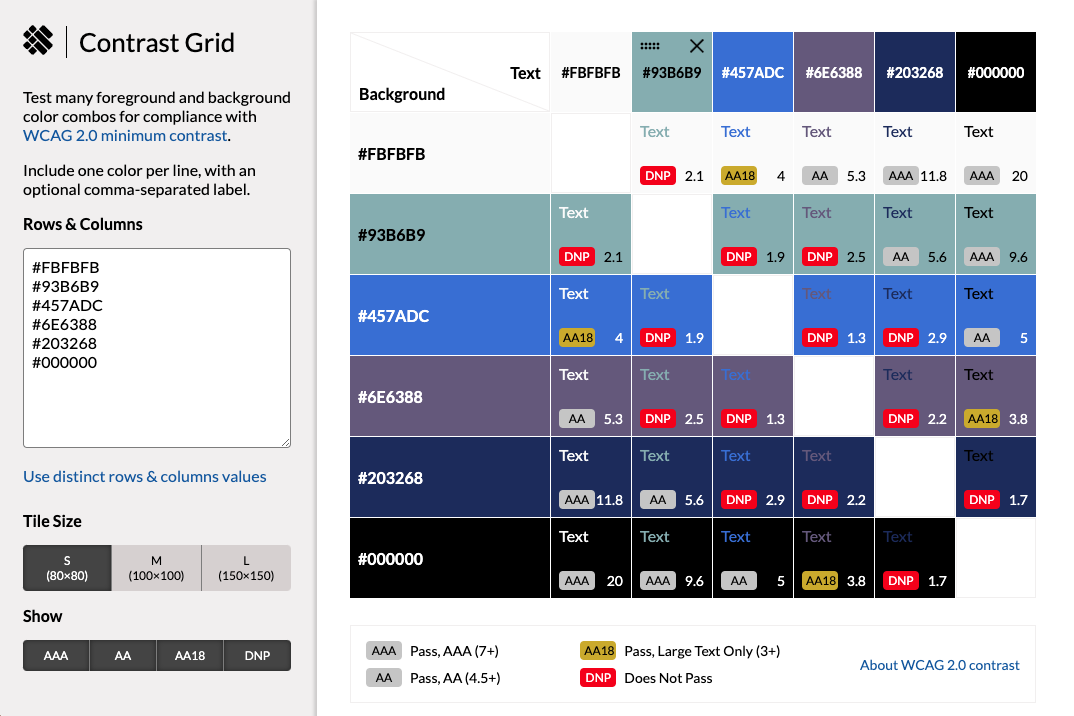 Contrast Grid
Test many foreground and background
color combos for compliance with
WCAG 2.0 minimum contrast.
Include one color per line, with an
optional comma-separated label.
Rows & Columns
#FBFBFB
#93B6B9
#457ADC
#6E6388
#203268
#000000
Use distinct rows & columns values
Tile Size
S M L
(80×80) (100×100) (150×150)
Show
AAA AA AA18 DNP
Text #FBFBFB #93B6B9 #457ADC #6E6388 #203268 #000000
Background
Text Text Text Text Text
#FBFBFB
DNP 2.1 AA18 4 AA 5.3 AAA 11.8 AAA 20
Text Text Text Text Text
#93B6B9
DNP 2.1 DNP 1.9 DNP 2.5 AA 5.6 AAA 9.6
Text Text Text Text Text
#457ADC
AA18 4 DNP 1.9 DNP 1.3 DNP 2.9 AA 5
Text Text Text Text Text
#6E6388
AA 5.3 DNP 2.5 DNP 1.3 DNP 2.2 AA18 3.8
Text Text Text Text Text
#203268
AAA 11.8 AA 5.6 DNP 2.9 DNP 2.2 DNP 1.7
Text Text Text Text Text
#000000
AAA 20 AAA 9.6 AA 5 AA18 3.8 DNP 1.7
AAA Pass, AAA (7+) AA18 Pass, Large Text Only (3+)
About WCAG 2.0 contrast
AA Pass, AA (4.5+) DNP Does Not Pass